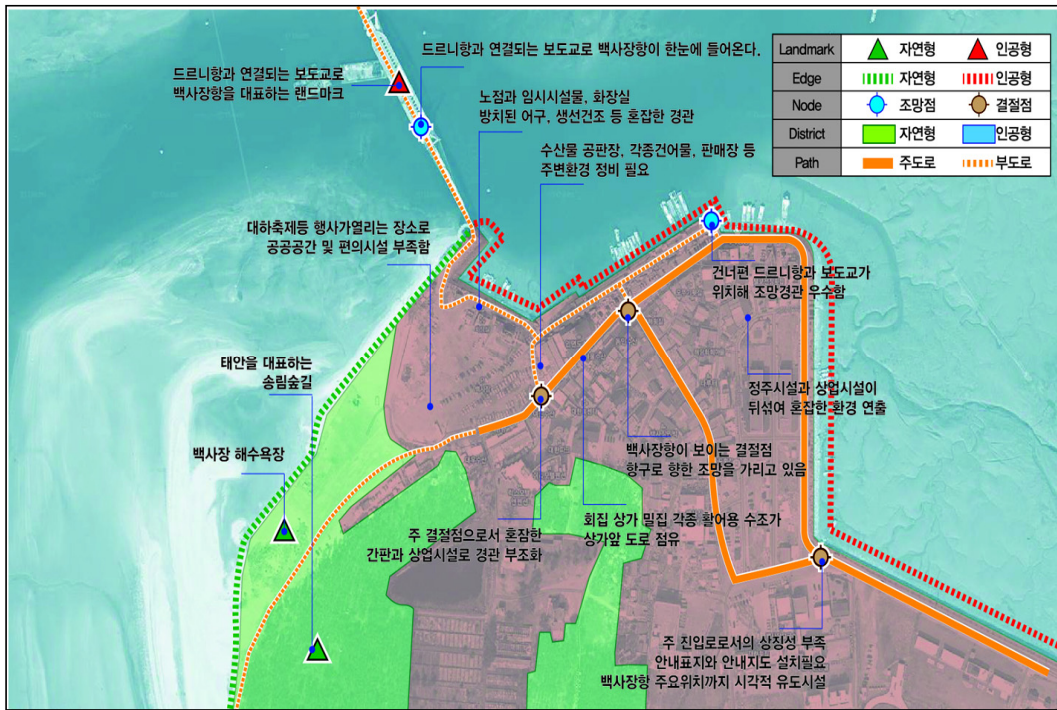 드르니항과 연결되는 보도교로 백사장항이 한눈에 들어온다.
드르니항과 연결되는 보도교로
백사장항을 대표하는 랜드마크
노점과 임시시설물, 화장실
방치된 어구, 생선건조 등 혼잡한 경관
수산물 공판장, 각종건어물, 판매장 등
주변환경 정비 필요
Landmark 자연형 인공형
Edge 자연형 인공형
Node 조망점 결절점
District 자연형 인공형
Path 주도로 부도로
대하축제등 행사가열리는 장소로
공공공간 및 편의시설 부족함
건너편 드르니항과 보도교가
위치해 조망경관 우수함
태안을 대표하는
송림숲길
정주시설과 상업시설이
뒤섞여 혼잡한 환경 연출
백사장 해수욕장
백사장항이 보이는 결절점
항구로 향한 조망을 가리고 있음
주 결절점으로서 혼잡한
간판과 상업시설로 경관 부조화
회집 상가 밀집 각종 활어용 수조가
상가앞 도로 점유
주 진입로로서의 상징성 부족
안내표지와 안내지도 설치필요
백사장항 주요위치까지 시각적 유도시설